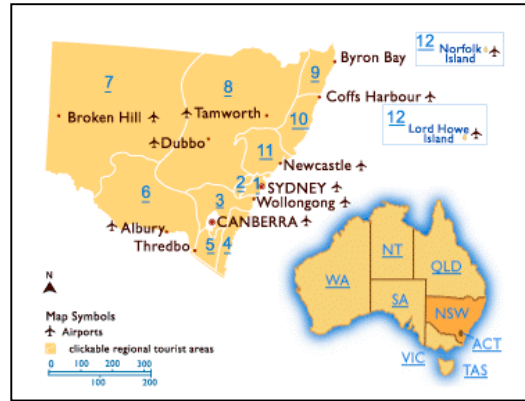 12 Norfolk
Island
Byron Bay
9
7
8
Coffs Harbour
12
Lord Howe
Island
Broken Hill
Tamworth
10
Dubbo
11
Newcastle
6
2
1
SYDNEY
3
Wollongong
CANBERRA
Albury
Thredbo
5
4
NT
QLD
WA
SA
NSW
ACT
VIC
TAS
N
Map Symbols
Airports
clickable regional tourist areas
0 100 200 300
100 200